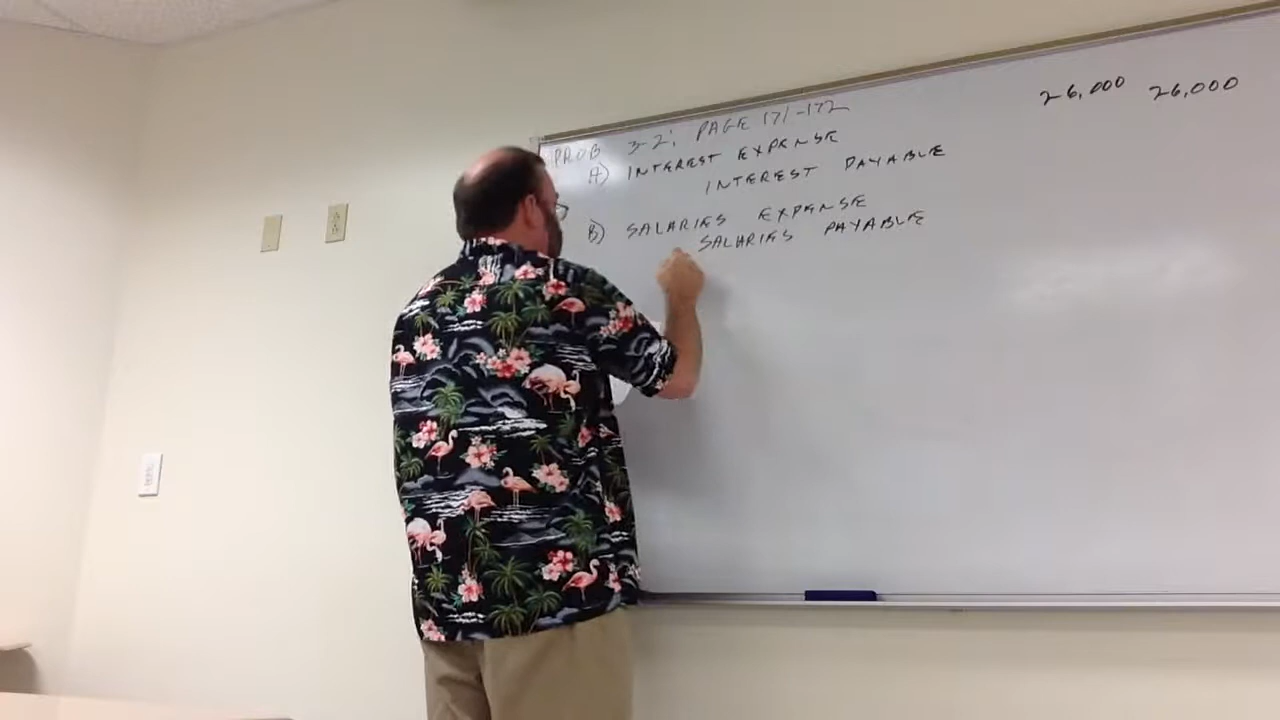 PROB 3-2: PAGE 171-172
A) INTEREST EXPENSE 26,000
INTEREST PAYABLE 26,000
B) SALARIES EXPENSE
SALARIES PAYABLE